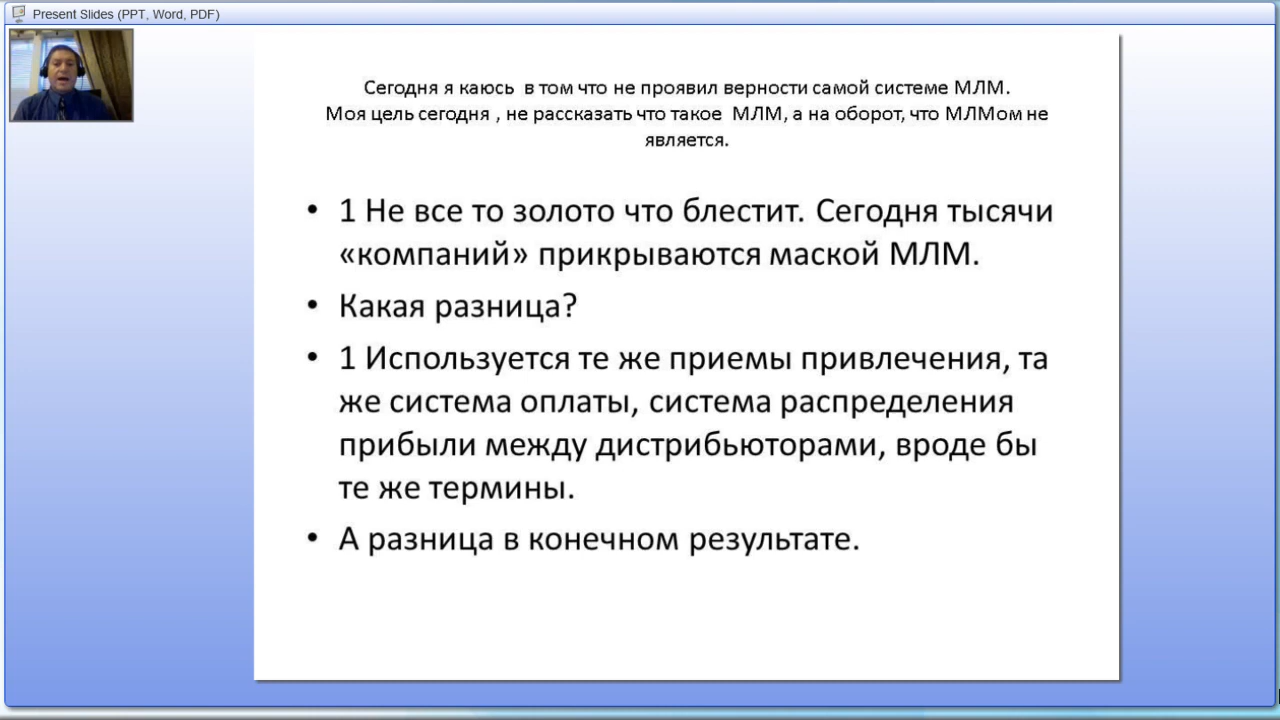 Present Slides (PPT, Word, PDF)
Сегодня я каюсь в том что не проявил верности самой системе МЛМ.
Моя цель сегодня , не рассказать что такое МЛМ, а на оборот, что МЛМом не
является.
• 1 Не все то золото что блестит. Сегодня тысячи
«компаний» прикрываются маской МЛМ.
• Какая разница?
• 1 Используется те же приемы привлечения, та
же система оплаты, система распределения
прибыли между дистрибьюторами, вроде бы
те же термины.
• А разница в конечном результате.